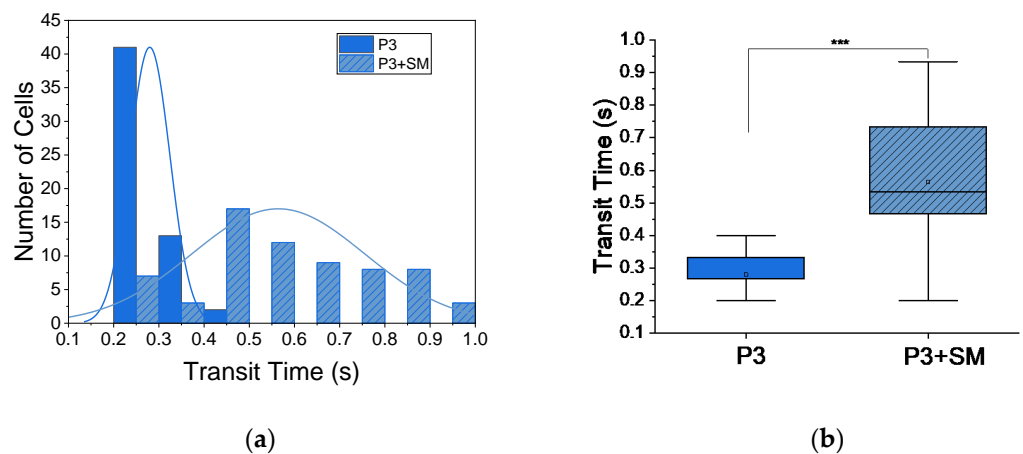 45
40
35
30
25
20
15
10
5
0
Number of Cells
P3
P3+SM
0.1 0.2 0.3 0.4 0.5 0.6 0.7 0.8 0.9 1.0
Transit Time (s)
(a)
1.0
0.9
0.8
0.7
0.6
0.5
0.4
0.3
0.2
0.1
Transit Time (s)
***
P3 P3+SM
(b)